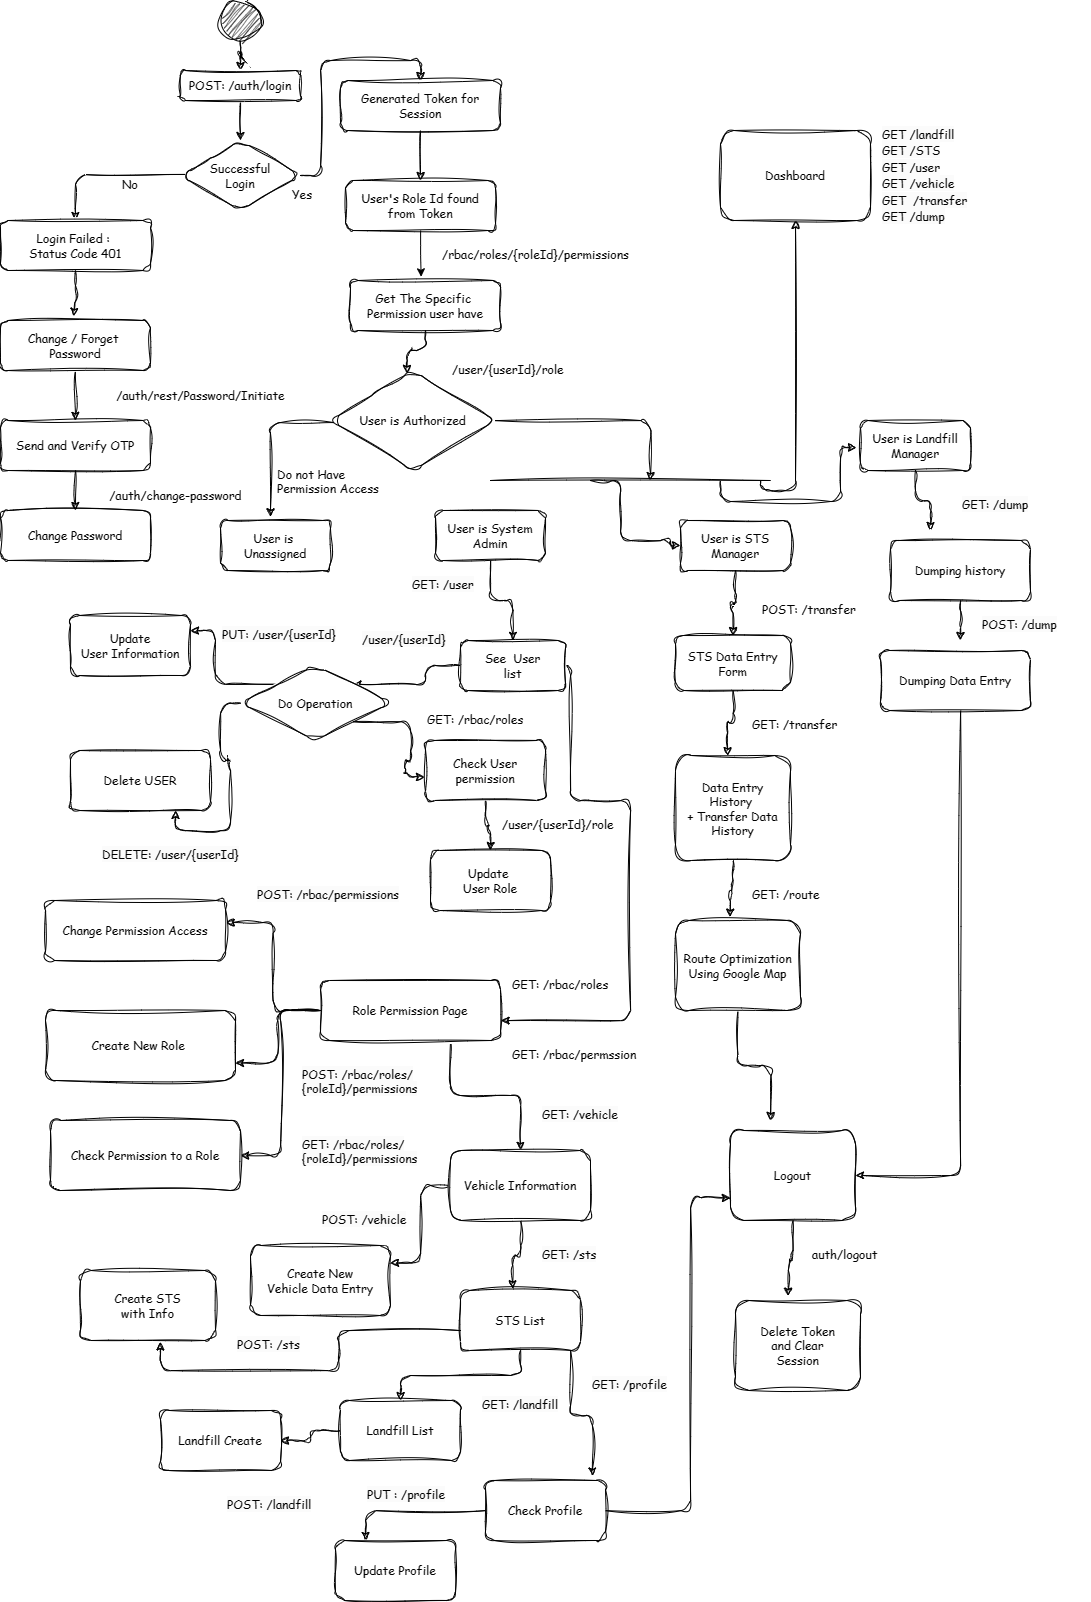 POST: /auth/login
Generated Token for
Session
Successful
Login
No
Yes
Dashboard
GET /landfill
GET /STS
GET /user
GET /vehicle
GET  /transfer
GET /dump
User's Role Id found
from Token
Login Failed :
Status Code 401
/rbac/roles/{roleId}/permissions
Get The Specific
Permission user have
Change / Forget
Password
/user/{userId}/role
/auth/rest/Password/Initiate
User is Authorized
Send and Verify OTP
User is Landfill
Manager
Do not Have
Permission Access
/auth/change-password
GET: /dump
Change Password
User is
Unassigned
User is System
Admin
User is STS
Manager
Dumping history
GET: /user
POST: /transfer
POST: /dump
Update
User Information
PUT: /user/{userId}
/user/{userId}
See  User
list
STS Data Entry
Form
Dumping Data Entry
Do Operation
GET: /rbac/roles
GET: /transfer
Delete USER
Check User
permission
Data Entry
History
+ Transfer Data
History
/user/{userId}/role
DELETE: /user/{userId}
Update
User Role
POST: /rbac/permissions
GET: /route
Change Permission Access
Route Optimization
Using Google Map
GET: /rbac/roles
Role Permission Page
Create New Role
GET: /rbac/permssion
POST: /rbac/roles/
{roleId}/permissions
GET: /vehicle
Check Permission to a Role
GET: /rbac/roles/
{roleId}/permissions
Vehicle Information
Logout
POST: /vehicle
GET: /sts
auth/logout
Create New
Vehicle Data Entry
Create STS
with Info
STS List
POST: /sts
Delete Token
and Clear
Session
GET: /profile
GET: /landfill
Landfill Create
Landfill List
PUT : /profile
POST: /landfill
Check Profile
Update Profile